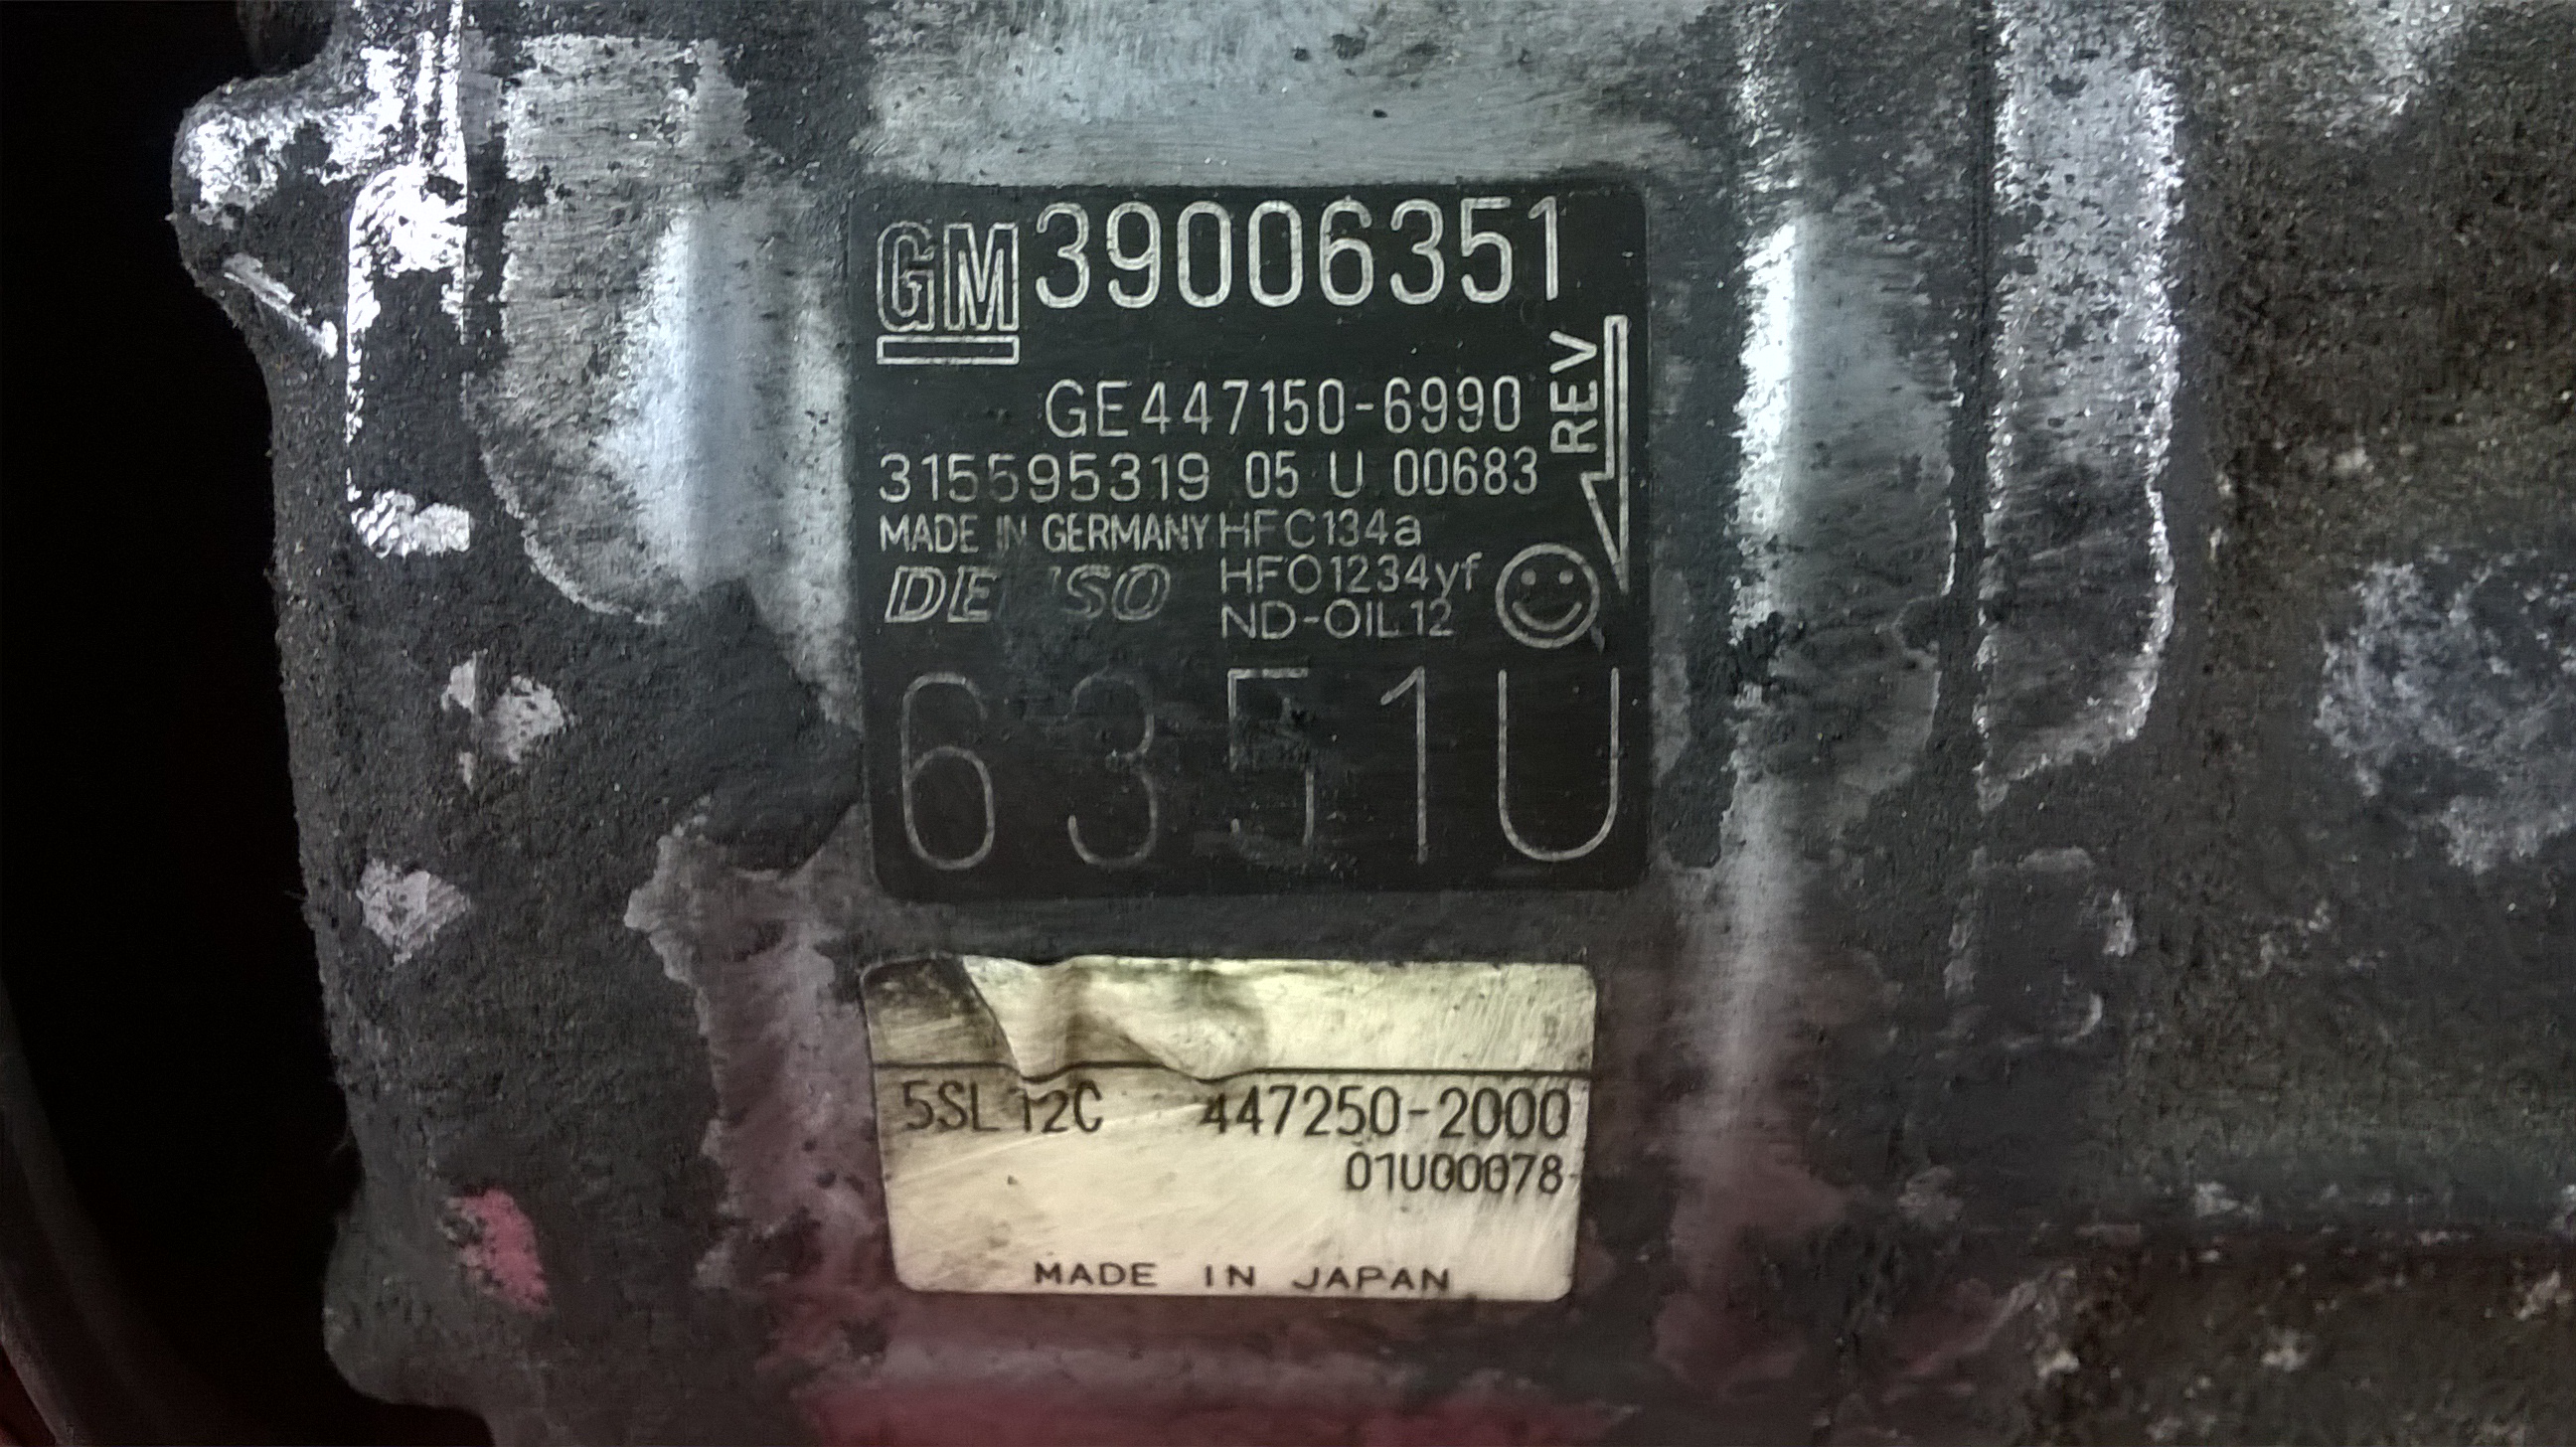 GM 39006351
REV
GE447150-6990
315595319 05 U 00683
MADE IN GERMANY HFC134a
DENSO HFO1234yf
ND-OIL12
6351U
5SL12C 447250-2000
01U00078
MADE IN JAPAN